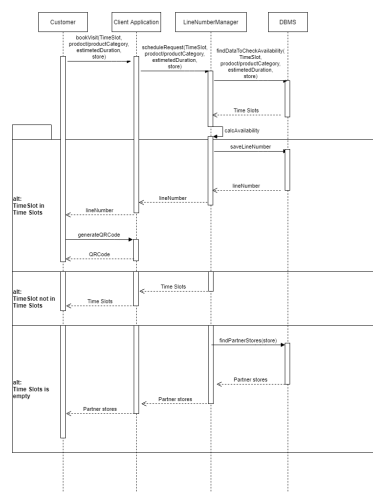 Customer
Client Application
LineNumberManager
DBMS
bookVisit(TimeSlot,
product/productCategory,
estimetedDuration,
store)
scheduleRequest(TimeSlot,
product/productCategory,
estimetedDuration,
store)
findDataToCheckAvailability(
TimeSlot,
product/productCategory,
estimetedDuration,
store)
Time Slots
calcAvailability
saveLineNumber
lineNumber
lineNumber
lineNumber
alt:
TimeSlot in
Time Slots
generateQRCode
QRCode
alt:
TimeSlot not in
Time Slots
Time Slots
Time Slots
findPartnerStores(store)
alt:
Time Slots is
empty
Partner stores
Partner stores
Partner stores